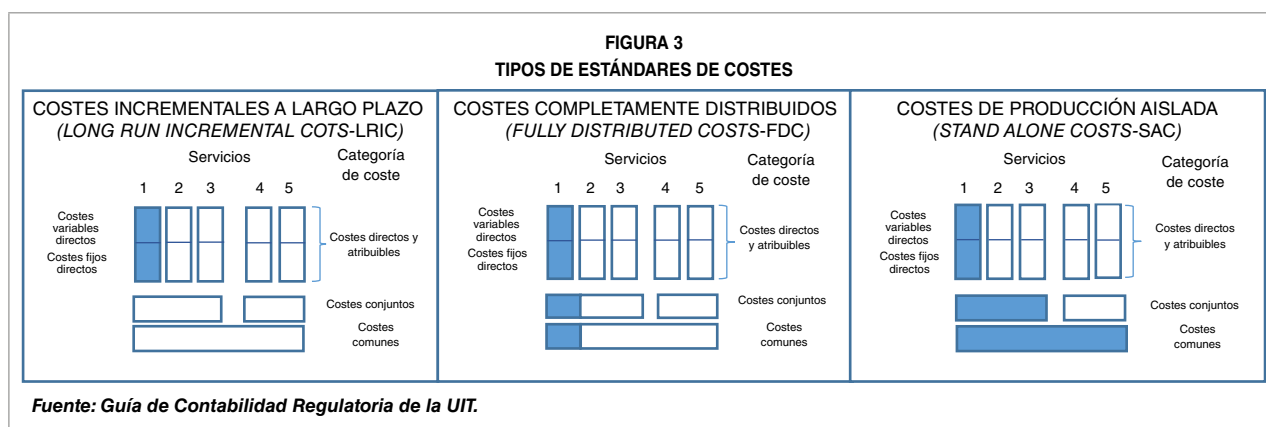 FIGURA 3
TIPOS DE ESTÁNDARES DE COSTES
COSTES INCREMENTALES A LARGO PLAZO
(LONG RUN INCREMENTAL COTS-LRIC)
Servicios
Categoría
de coste
1 2 3 4 5
Costes
variables
directos
Costes fijos
directos
Costes directos y
atribuibles
Costes conjuntos
Costes
comunes
COSTES COMPLETAMENTE DISTRIBUIDOS
(FULLY DISTRIBUTED COSTS-FDC)
Servicios
Categoría
de coste
1 2 3 4 5
Costes
variables
directos
Costes fijos
directos
Costes directos
y atribuibles
Costes conjuntos
Costes
comunes
COSTES DE PRODUCCIÓN AISLADA
(STAND ALONE COSTS-SAC)
Servicios
Categoría
de coste
1 2 3 4 5
Costes
variables
directos
Costes fijos
directos
Costes directos
y atribuibles
Costes conjuntos
Costes
comunes
Fuente: Guía de Contabilidad Regulatoria de la UIT.